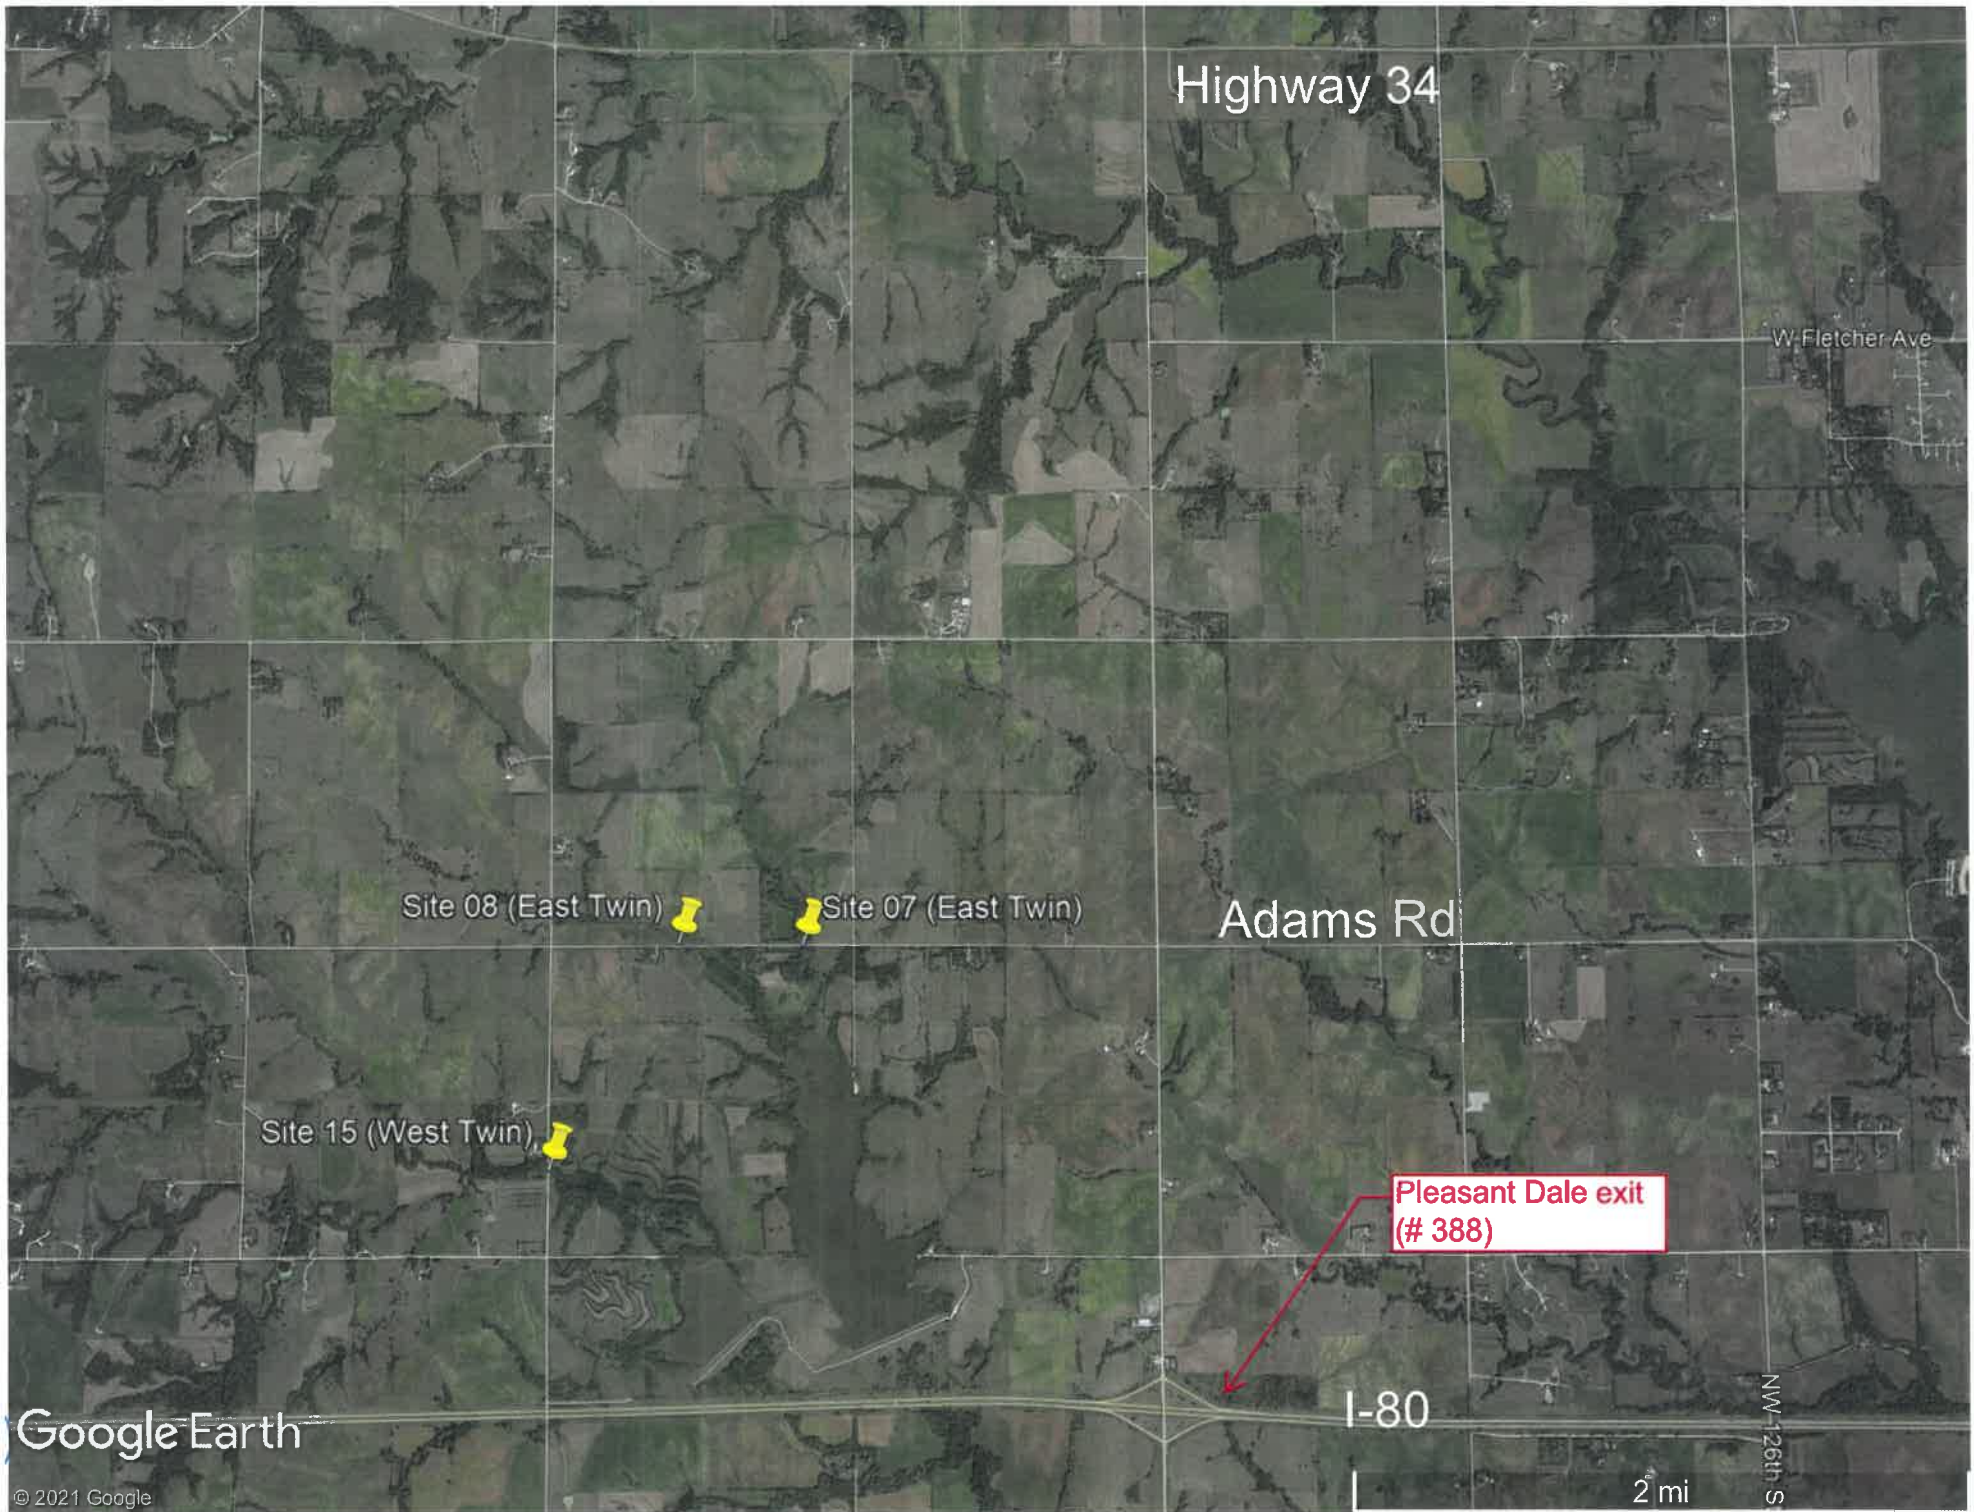 Highway 34
W Fletcher Ave
Site 08 (East Twin)
Site 07 (East Twin)
Adams Rd
Site 15 (West Twin)
Pleasant Dale exit
(# 388)
I-80
NW 126th S
Google Earth
2 mi
© 2021 Google